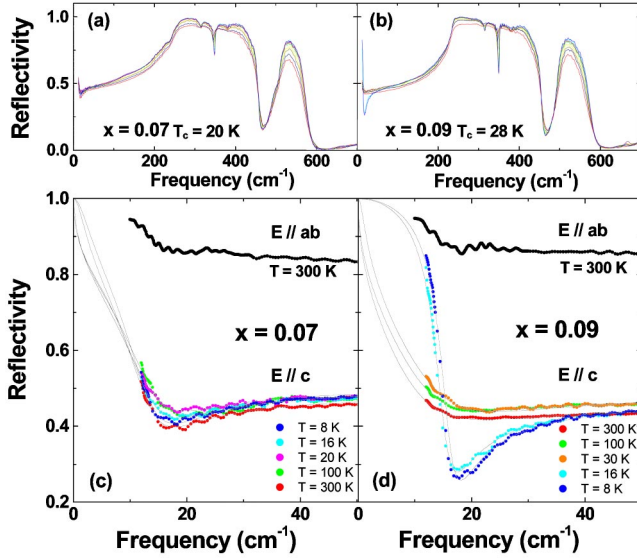 (a)
(b)
Reflectivity
1.0
0.5
0.0
x = 0.07 Tc = 20 K
x = 0.09 Tc = 28 K
0 200 400 600
0 200 400 600
Frequency (cm-1)
Frequency (cm-1)
Reflectivity
1.0
0.8
0.6
0.4
0.2
E // ab
T = 300 K
x = 0.07
E // c
T = 8 K
T = 16 K
T = 20 K
T = 100 K
T = 300 K
(c)
0 20 40
Frequency (cm-1)
E // ab
T = 300 K
x = 0.09
E // c
T = 300 K
T = 100 K
T = 30 K
T = 16 K
T = 8 K
(d)
0 20 40
Frequency (cm-1)